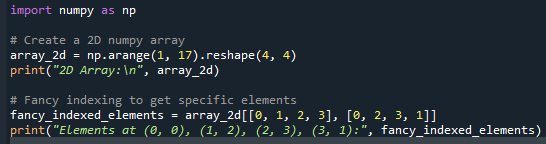 import numpy as np
# Create a 2D numpy array
array_2d = np.arange(1, 17).reshape(4, 4)
print("2D Array:\n", array_2d)
# Fancy indexing to get specific elements
fancy_indexed_elements = array_2d[[0, 1, 2, 3], [0, 2, 3, 1]]
print("Elements at (0, 0), (1, 2), (2, 3), (3, 1):", fancy_indexed_elements)